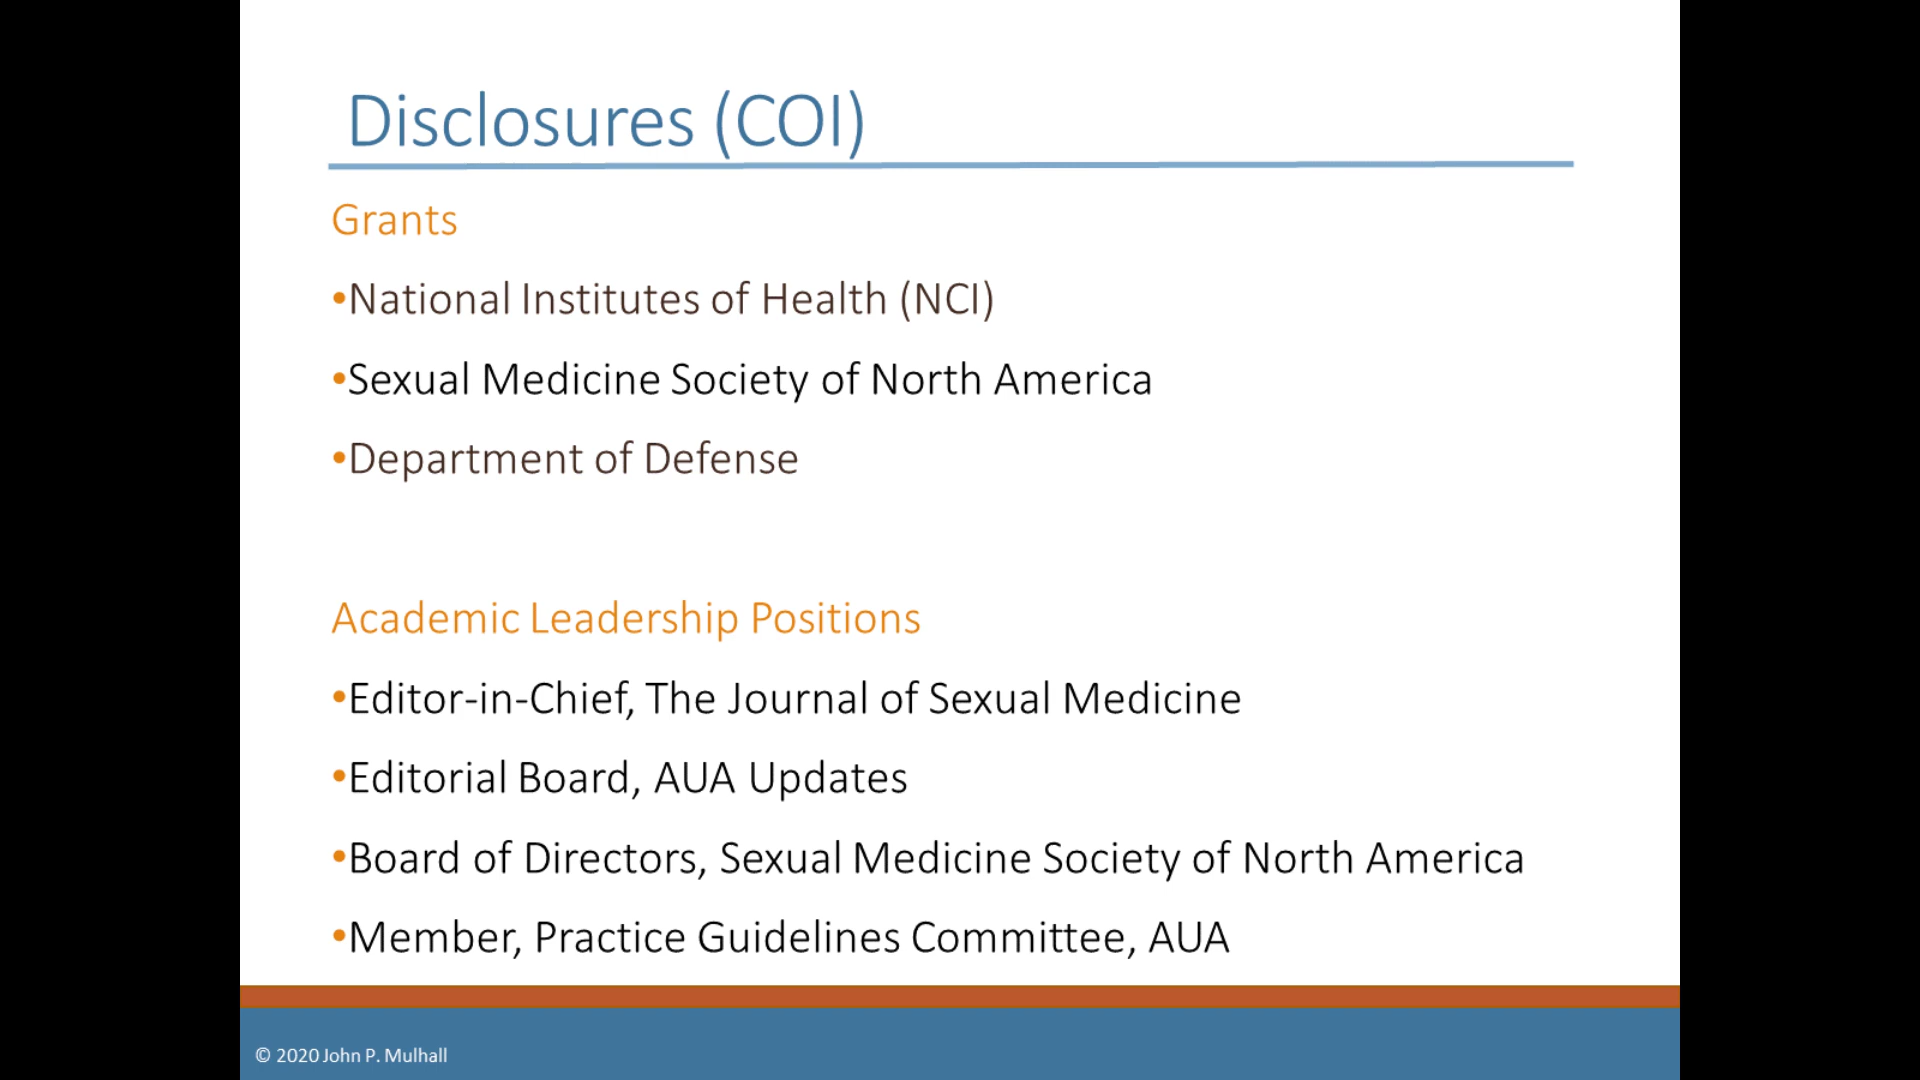 Disclosures (COI)
Grants
•National Institutes of Health (NCI)
•Sexual Medicine Society of North America
•Department of Defense
Academic Leadership Positions
•Editor-in-Chief, The Journal of Sexual Medicine
•Editorial Board, AUA Updates
•Board of Directors, Sexual Medicine Society of North America
•Member, Practice Guidelines Committee, AUA
© 2020 John P. Mulhall